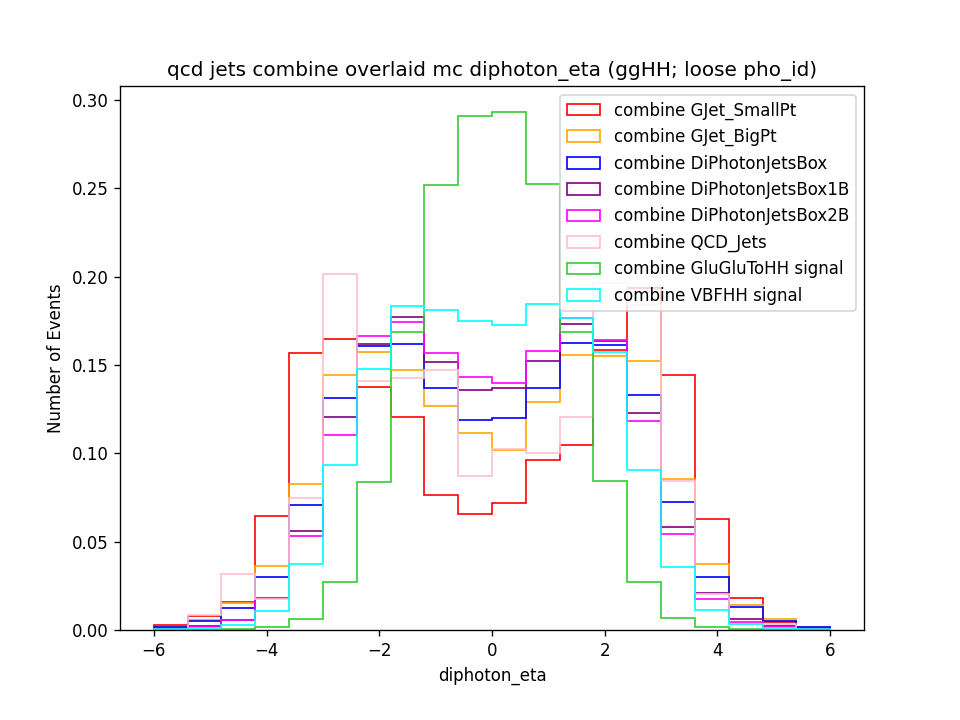 qcd jets combine overlaid mc diphoton_eta (ggHH; loose pho_id)
Number of Events
0.30
0.25
0.20
0.15
0.10
0.05
0.00
combine GJet_SmallPt
combine GJet_BigPt
combine DiPhotonJetsBox
combine DiPhotonJetsBox1B
combine DiPhotonJetsBox2B
combine QCD_Jets
combine GluGluToHH signal
combine VBFHH signal
−6 −4 −2 0 2 4 6
diphoton_eta